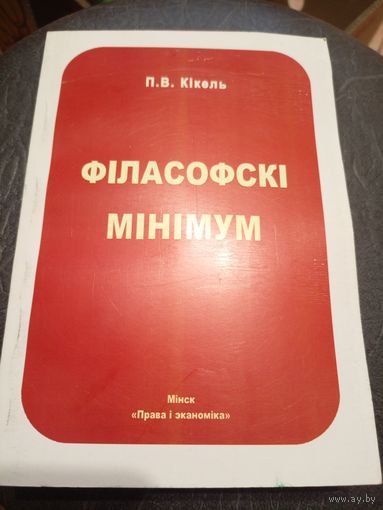 П.В. Кікель
ФІЛАСОФСКІ
МІНІМУМ
Мінск
«Права і эканоміка»
www.ay.by